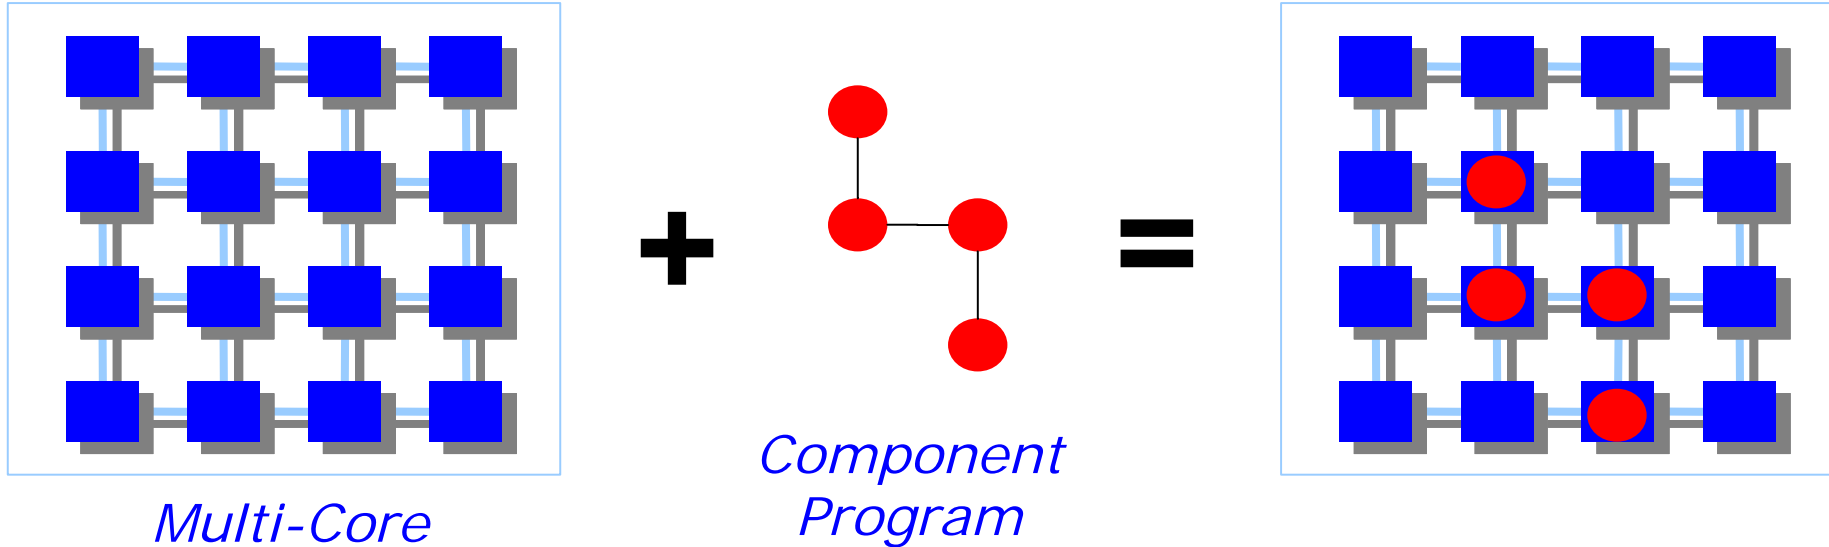 +
=
Component
Program
Multi-Core